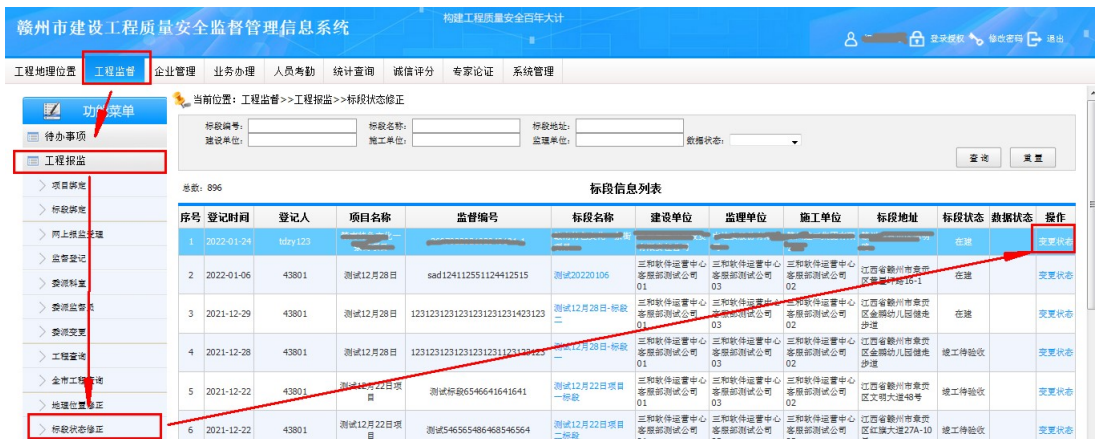 赣州市建设工程质量安全监督管理信息系统
构建工程质量安全百年大计
登录授权 修改密码 退出
工程地理位置 工程监督 企业管理 业务办理 人员考勤 统计查询 诚信评分 专家论证 系统管理
功能菜单
待办事项
工程报监
项目绑定
标段绑定
网上报监受理
监督登记
委派科室
委派监督员
委派变更
工程查询
全市工程查询
地理位置修正
标段状态修正
当前位置：工程监督>>工程报监>>标段状态修正
标段编号： 标段名称： 标段地址：
建设单位： 施工单位： 监理单位： 数据状态：
查询 重置
总数：896 标段信息列表
序号 登记时间 登记人 项目名称 监督编号 标段名称 建设单位 监理单位 施工单位 标段地址 标段状态 数据状态 操作
1 2022-01-24 tdzy123 在建 变更状态
2 2022-01-06 43801 测试12月28日 sad124112551124412515 测试20220106 三和软件运营中心客服部测试公司01 三和软件运营中心客服部测试公司03 三和软件运营中心客服部测试公司02 江西省赣州市章贡 在建 变更状态
3 2021-12-29 43801 测试12月28日 测试12月28日-标段二 三和软件运营中心客服部测试公司01 三和软件运营中心客服部测试公司03 三和软件运营中心客服部测试公司02 江西省赣州市章贡区金鹏幼儿园健走步道 在建 变更状态
4 2021-12-28 43801 测试12月28日 测试12月28日-标段 三和软件运营中心客服部测试公司01 三和软件运营中心客服部测试公司03 三和软件运营中心客服部测试公司02 江西省赣州市章贡区金鹏幼儿园健走步道 竣工待验收 变更状态
5 2021-12-22 43801 测试12月22日项目 测试标段6546641641641 测试12月22日项目一标段 三和软件运营中心客服部测试公司01 三和软件运营中心客服部测试公司03 三和软件运营中心客服部测试公司02 江西省赣州市章贡区文明大道48号 竣工待验收 变更状态
6 2021-12-22 43801 测试12月22日项目 测试546565486468546564 测试12月22日项目二标段 三和软件运营中心客服部测试公司01 三和软件运营中心客服部测试公司03 三和软件运营中心客服部测试公司02 江西省赣州市章贡区红旗大道27A-10 竣工待验收 变更状态